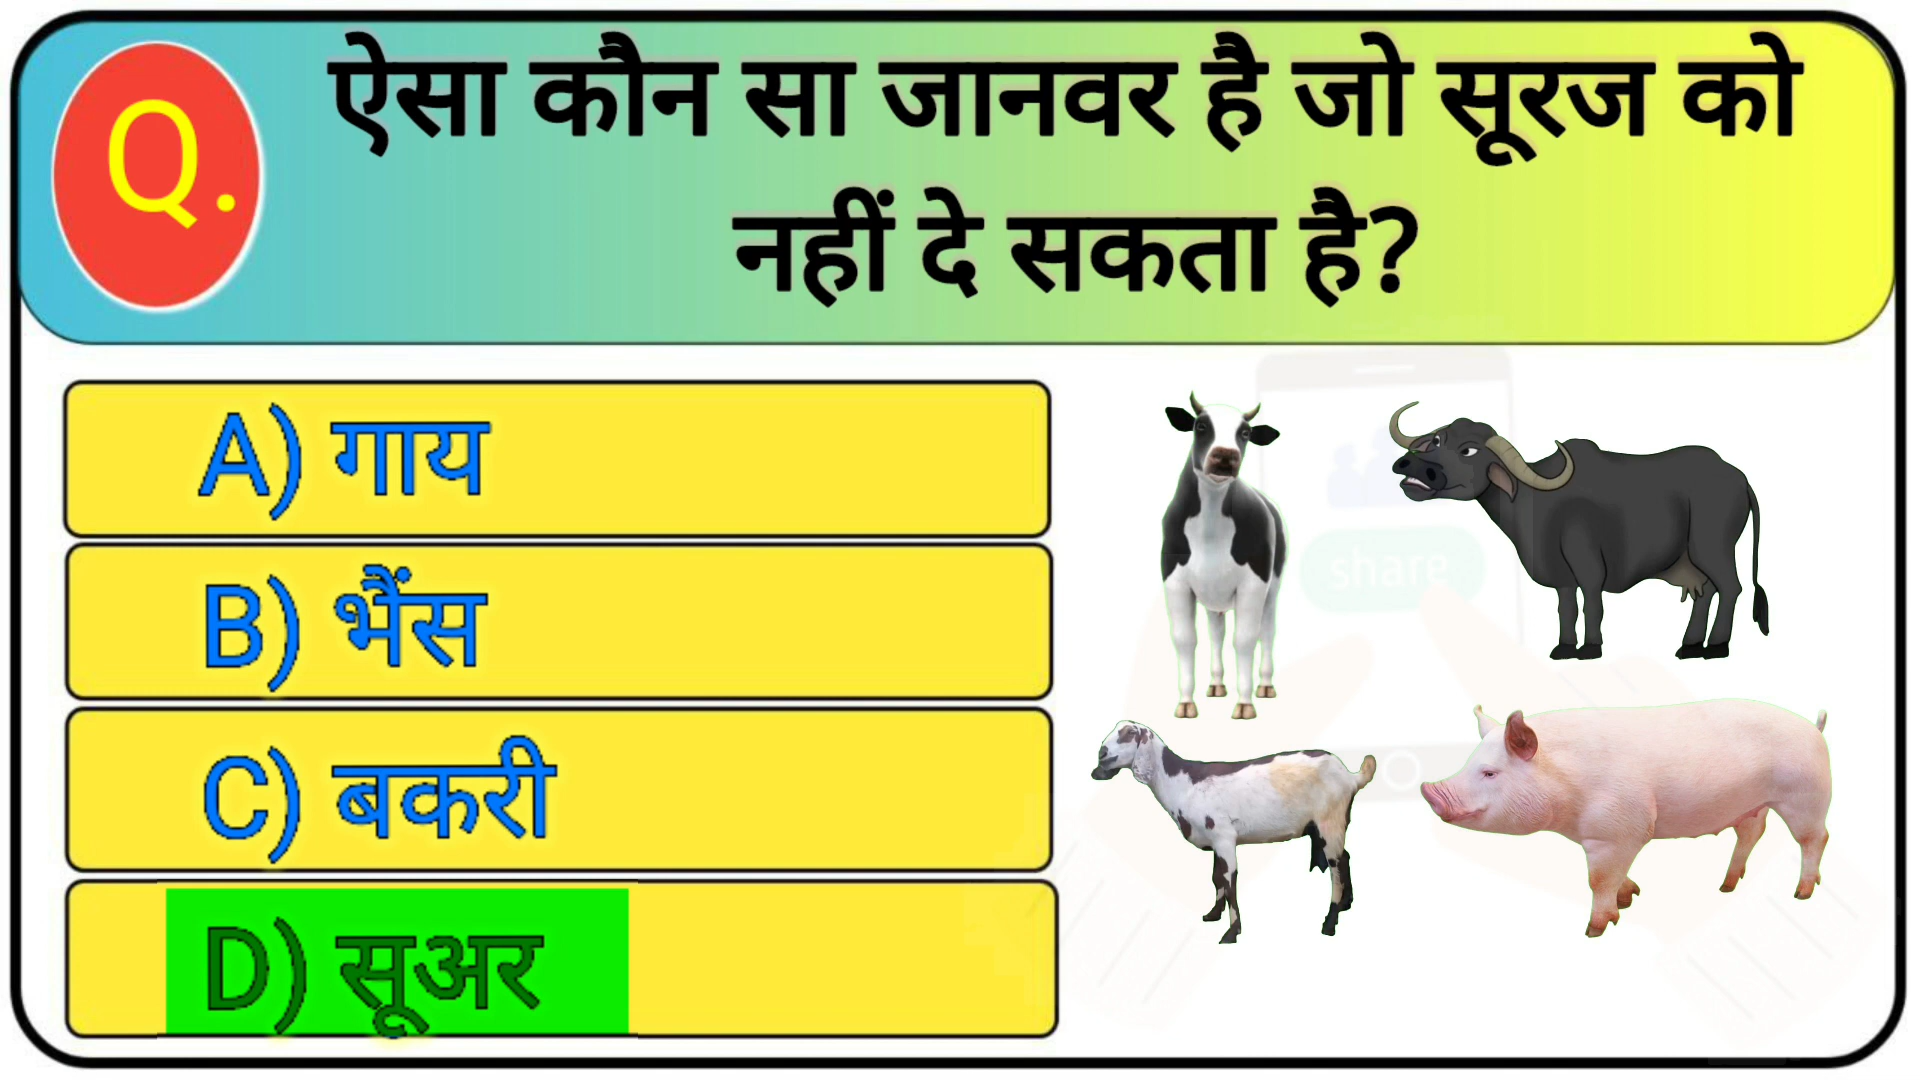 Q.
ऐसा कौन सा जानवर है जो सूरज को
नहीं दे सकता है?
A) गाय
B) भैंस
C) बकरी
D) सूअर
share